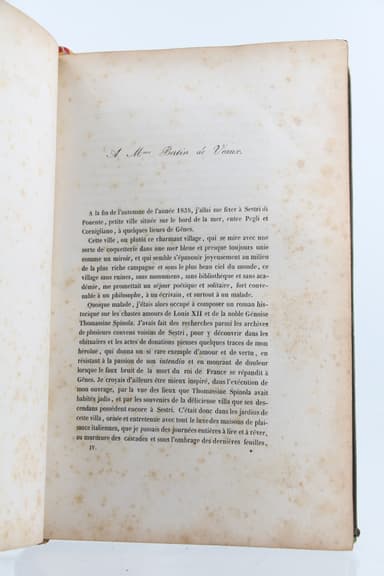 A Mme Bertin de Vaux.
A la fin de l'automne de l'année 1838, j'allai me fixer à Sestri di
Ponente, petite ville située sur le bord de la mer, entre Pegli et
Cornigliano, à quelques lieues de Gênes.
Cette ville, ou plutôt ce charmant village, qui se mire avec une
sorte de coquetterie dans une mer bleue et presque toujours unie
comme un miroir, et qui semble s'épanouir joyeusement au milieu
de la plus riche campagne et sous le plus beau ciel du monde, ce
village sans ruines, sans monuments, sans bibliothèque et sans aca-
démie, me promettait un séjour poétique et solitaire, fort conve-
nable à un philosophe, à un écrivain, et surtout à un malade.
Quoique malade, j'étais alors occupé à composer un roman his-
torique sur les chastes amours de Louis XII et de la noble Génoise
Thomassine Spinola. J'avais fait des recherches parmi les archives
de plusieurs couvents voisins de Sestri, pour y découvrir dans les
obituaires et les actes de donations pieuses quelques traces de mon
héroïne, qui donna un si rare exemple d'amour et de vertu, en
résistant à la passion de son intendio et en mourant de douleur
lorsque le faux bruit de la mort du roi de France se répandit à
Gênes. Je croyais d'ailleurs être mieux inspiré, dans l'exécution de
mon ouvrage, par la vue des lieux que Thomassine Spinola avait
habités jadis, et par les souvenirs de la délicieuse villa que ses des-
cendans possèdent encore à Sestri. C'était donc dans les jardins de
cette villa, ornée et entretenue avec tout le luxe des maisons de plai-
sance italiennes, que je passais des journées entières à lire et à rêver,
au murmure des cascades et sous l'ombrage des dernières feuilles,
IV.